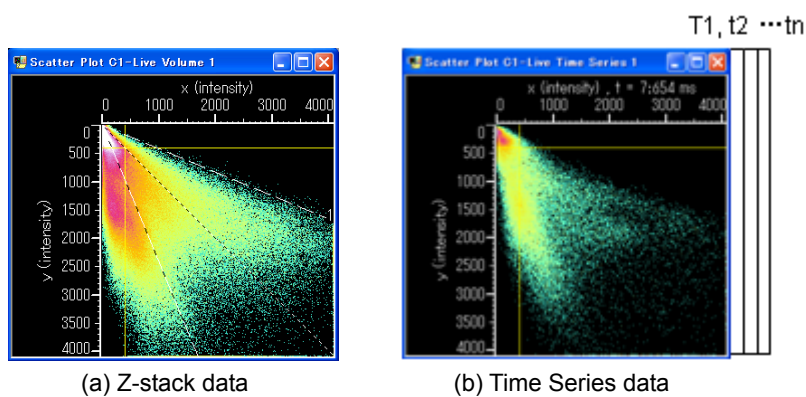 T1, t2 ···tn
Scatter Plot C1-Live Volume 1
x (intensity)
0 1000 2000 3000 4000
0
500
1000
1500
2000
2500
3000
3500
4000
y (intensity)
1
Scatter Plot C1-Live Time Series 1
x (intensity) , t = 7:654 ms
0 1000 2000 3000 4000
0
500
1000
1500
2000
2500
3000
3500
4000
y (intensity)
(a) Z-stack data
(b) Time Series data